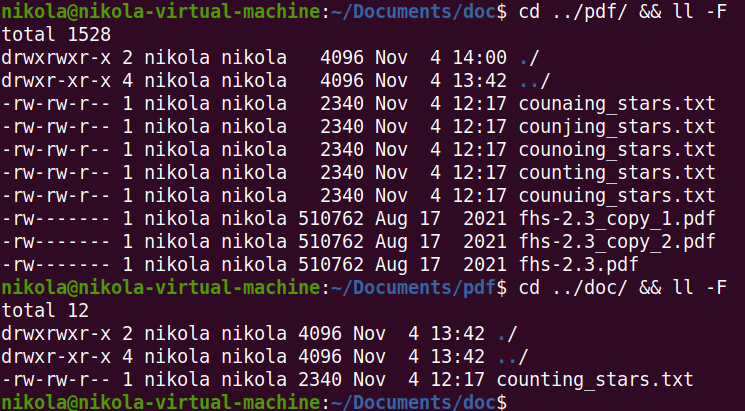 nikola@nikola-virtual-machine:~/Documents/doc$ cd ../pdf/ && ll -F
total 1528
drwxrwxr-x 2 nikola nikola   4096 Nov  4 14:00 ./
drwxr-xr-x 4 nikola nikola   4096 Nov  4 13:42 ../
-rw-rw-r-- 1 nikola nikola   2340 Nov  4 12:17 counaing_stars.txt
-rw-rw-r-- 1 nikola nikola   2340 Nov  4 12:17 counjing_stars.txt
-rw-rw-r-- 1 nikola nikola   2340 Nov  4 12:17 counoing_stars.txt
-rw-rw-r-- 1 nikola nikola   2340 Nov  4 12:17 counting_stars.txt
-rw-rw-r-- 1 nikola nikola   2340 Nov  4 12:17 counuing_stars.txt
-rw------- 1 nikola nikola 510762 Aug 17  2021 fhs-2.3_copy_1.pdf
-rw------- 1 nikola nikola 510762 Aug 17  2021 fhs-2.3_copy_2.pdf
-rw------- 1 nikola nikola 510762 Aug 17  2021 fhs-2.3.pdf
nikola@nikola-virtual-machine:~/Documents/pdf$ cd ../doc/ && ll -F
total 12
drwxrwxr-x 2 nikola nikola 4096 Nov  4 13:42 ./
drwxr-xr-x 4 nikola nikola 4096 Nov  4 13:42 ../
-rw-rw-r-- 1 nikola nikola 2340 Nov  4 12:17 counting_stars.txt
nikola@nikola-virtual-machine:~/Documents/doc$